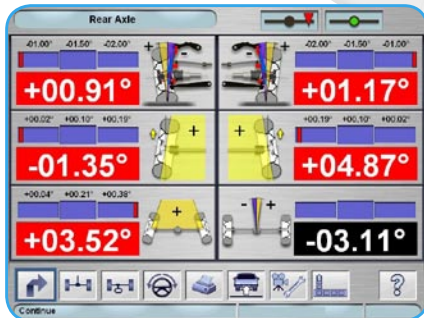 Rear Axle
-01.00° -01.50° -02.00° + + -02.00° -01.50° -01.00°
+00.91° +01.17°
+00.02° +00.10° +00.19° + + +00.19° +00.10° +00.02°
-01.35° +04.87°
+00.04° +00.21° +00.38° + - +
+03.52° -03.11°
?
Continue